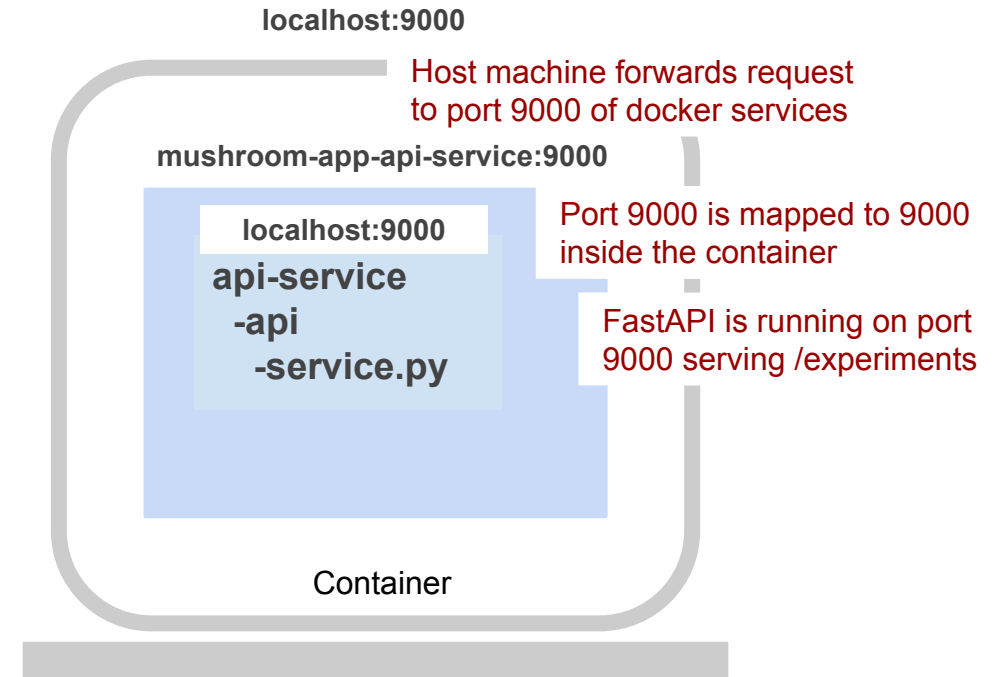 localhost:9000
Host machine forwards request
to port 9000 of docker services
mushroom-app-api-service:9000
Port 9000 is mapped to 9000
inside the container
localhost:9000
api-service
-api
-service.py
FastAPI is running on port
9000 serving /experiments
Container